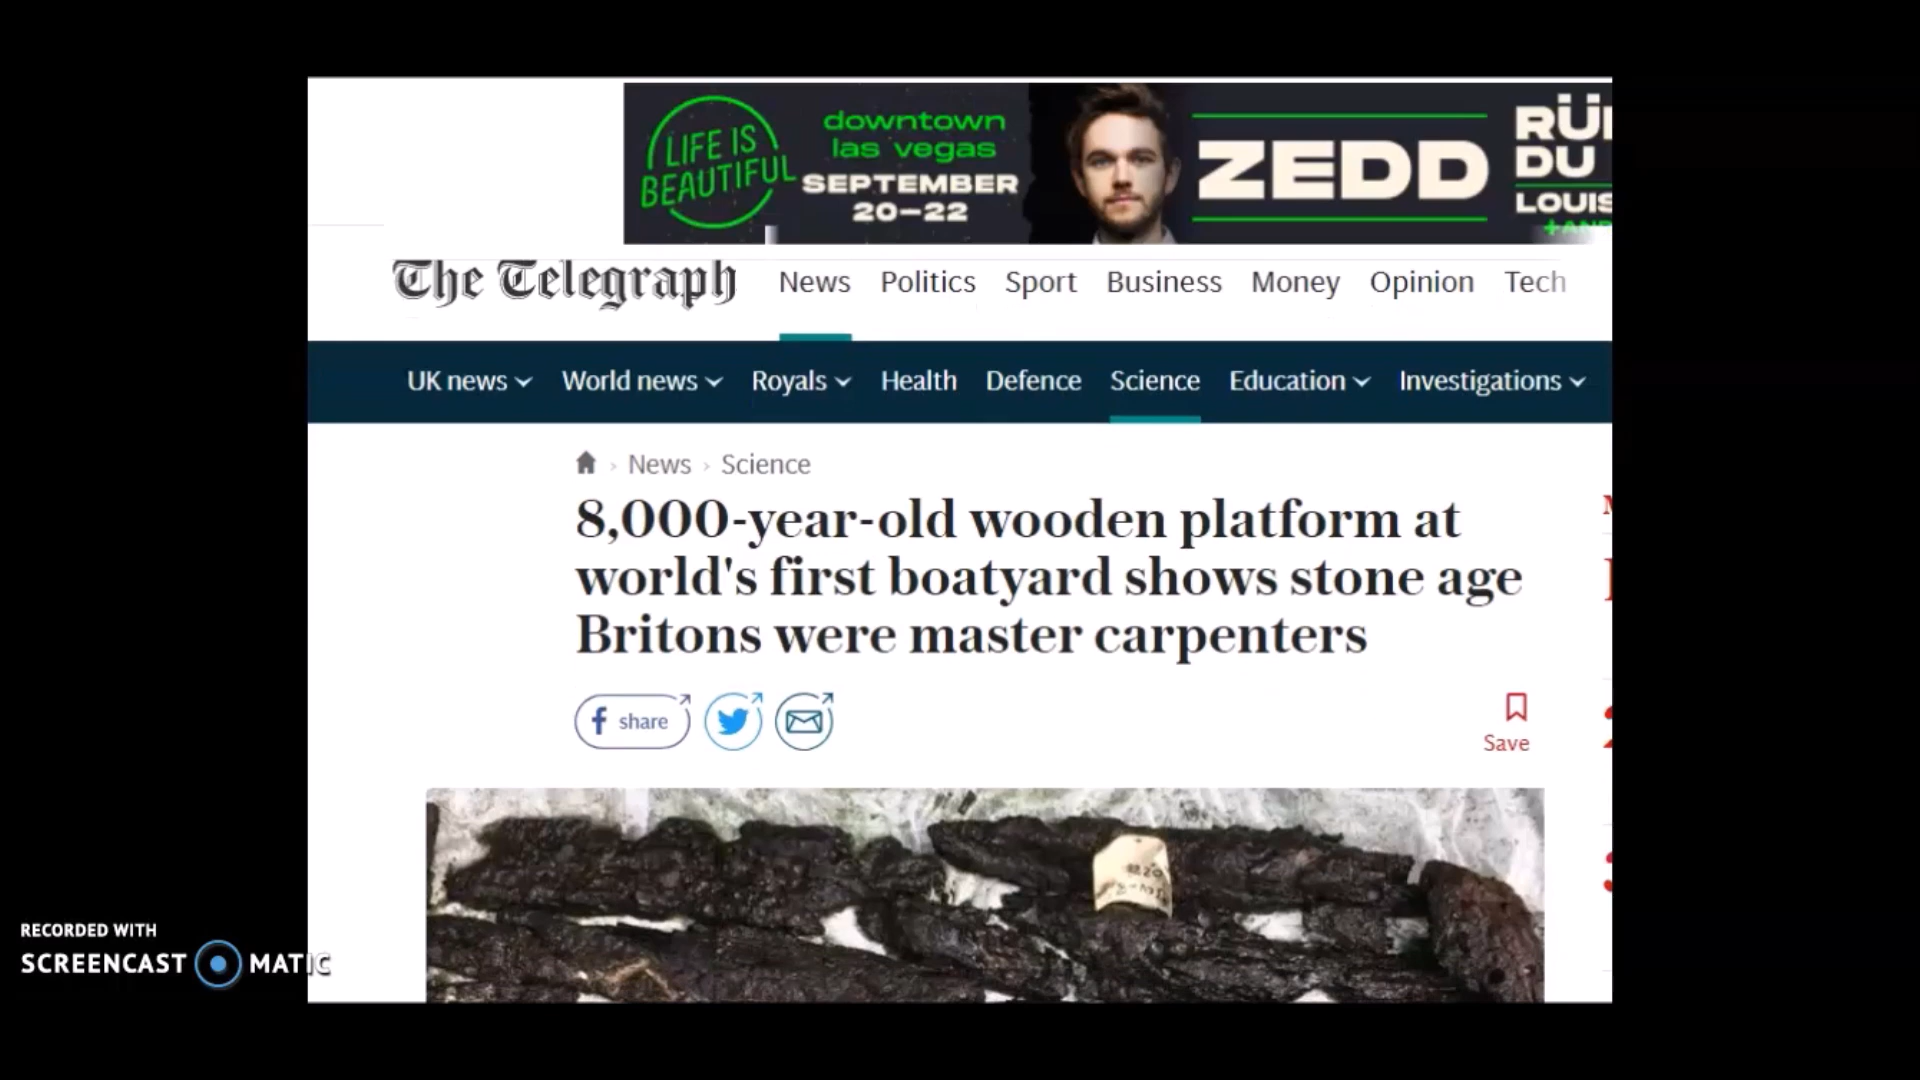 LIFE IS
BEAUTIFUL
downtown
las vegas
SEPTEMBER
20–22
ZEDD
DU
The Telegraph
News Politics Sport Business Money Opinion Tech
UK news World news Royals Health Defence Science Education Investigations
News › Science
8,000-year-old wooden platform at
world's first boatyard shows stone age
Britons were master carpenters
share
Save
RECORDED WITH
SCREENCAST MATIC